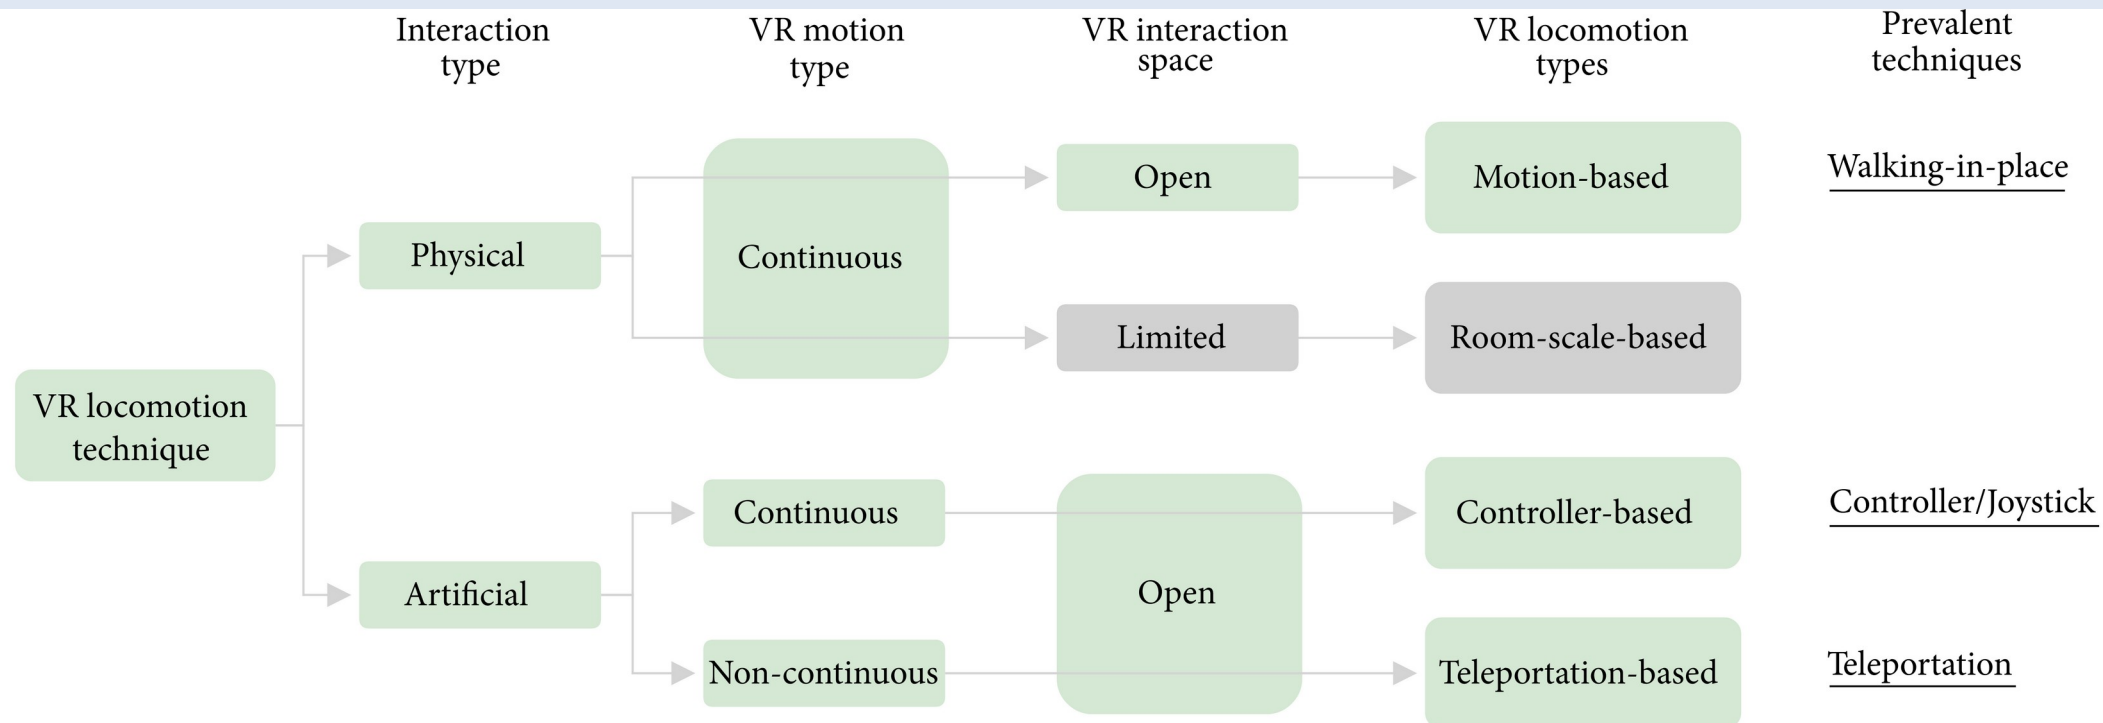 Interaction
type
VR motion
type
VR interaction
space
VR locomotion
types
Prevalent
techniques
Open
Motion-based
Walking-in-place
Physical
Continuous
Limited
Room-scale-based
VR locomotion
technique
Continuous
Controller-based
Controller/Joystick
Artificial
Open
Non-continuous
Teleportation-based
Teleportation